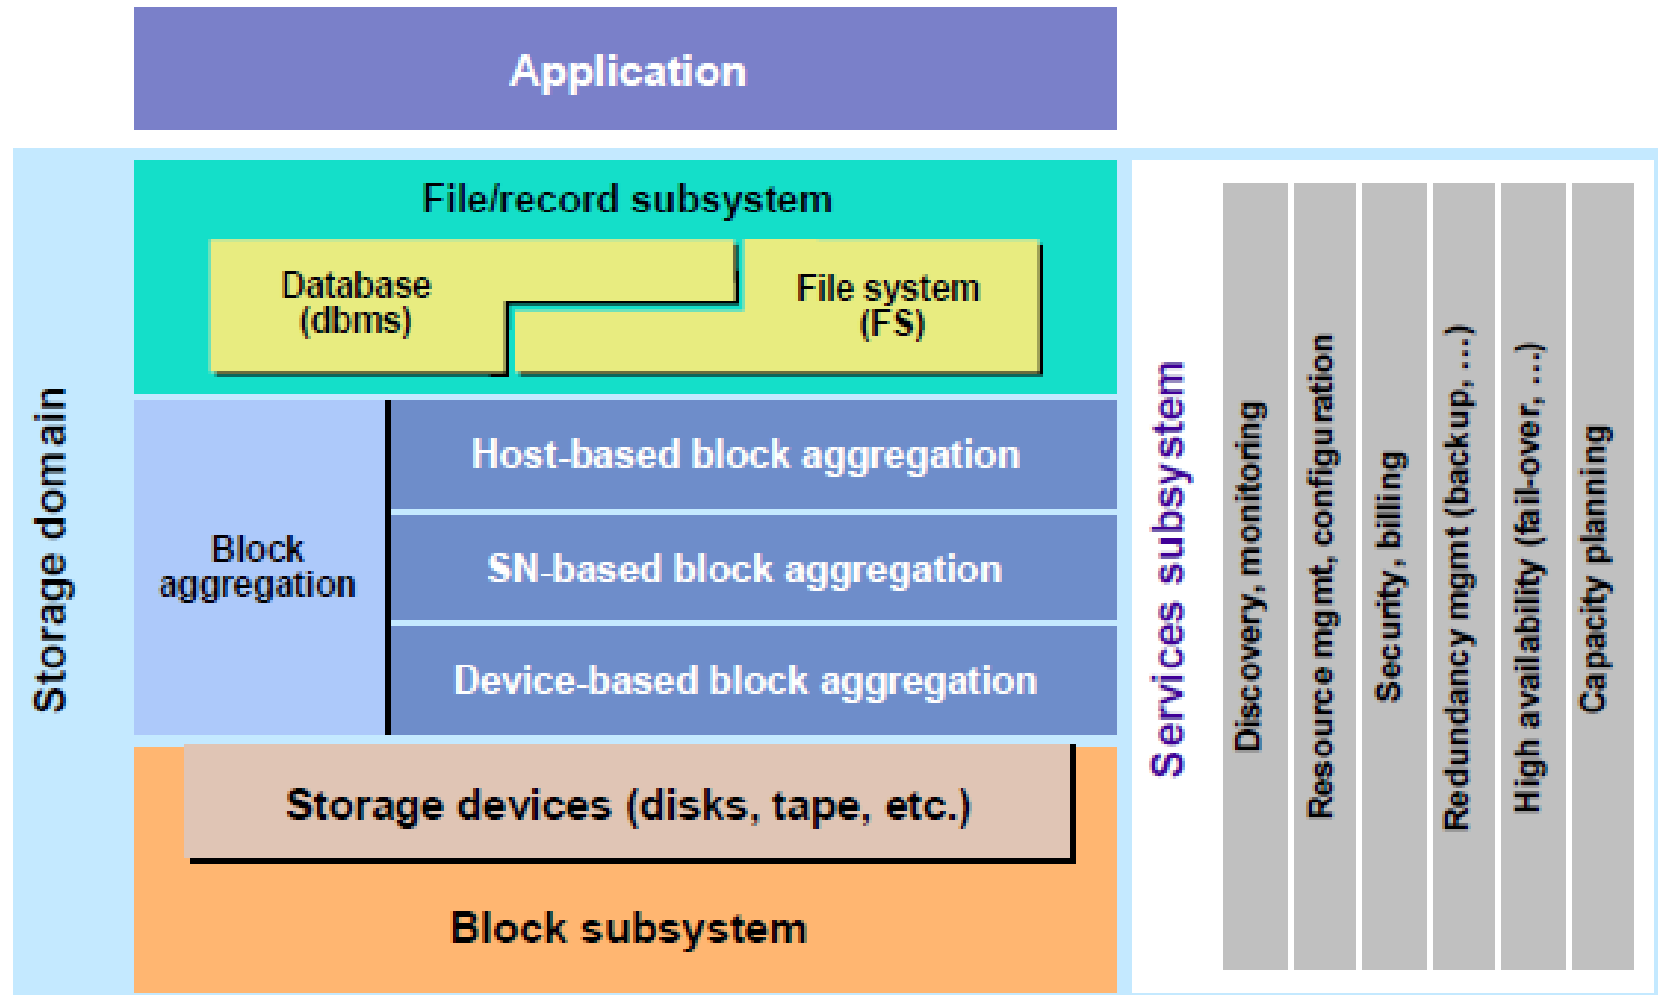 Application
Storage domain
File/record subsystem
Database
(dbms)
File system
(FS)
Block
aggregation
Host-based block aggregation
SN-based block aggregation
Device-based block aggregation
Storage devices (disks, tape, etc.)
Block subsystem
Services subsystem
Discovery, monitoring
Resource mgmt, configuration
Security, billing
Redundancy mgmt (backup, ...)
High availability (fail-over, ...)
Capacity planning